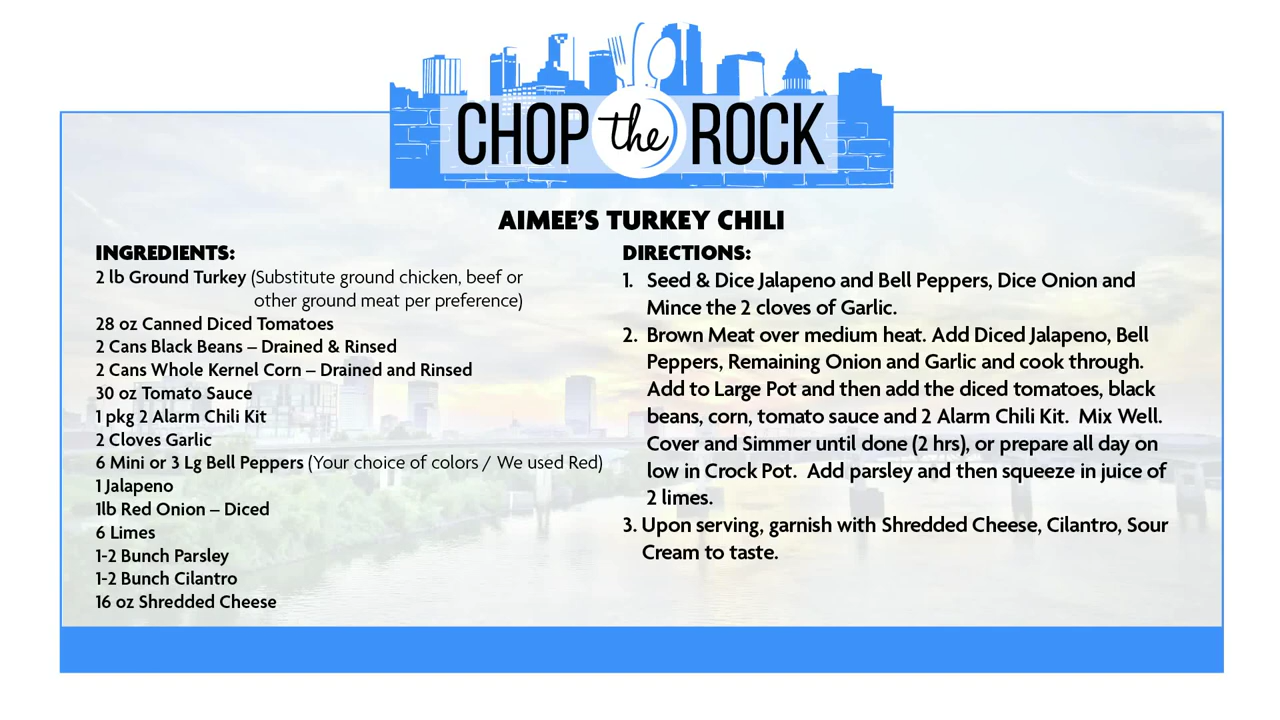 CHOP the ROCK
AIMEE'S TURKEY CHILI
INGREDIENTS:
2 lb Ground Turkey (Substitute ground chicken, beef or
other ground meat per preference)
28 oz Canned Diced Tomatoes
2 Cans Black Beans – Drained & Rinsed
2 Cans Whole Kernel Corn – Drained and Rinsed
30 oz Tomato Sauce
1 pkg 2 Alarm Chili Kit
2 Cloves Garlic
6 Mini or 3 Lg Bell Peppers (Your choice of colors / We used Red)
1 Jalapeno
1lb Red Onion – Diced
6 Limes
1-2 Bunch Parsley
1-2 Bunch Cilantro
16 oz Shredded Cheese
DIRECTIONS:
1. Seed & Dice Jalapeno and Bell Peppers, Dice Onion and
Mince the 2 cloves of Garlic.
2. Brown Meat over medium heat. Add Diced Jalapeno, Bell
Peppers, Remaining Onion and Garlic and cook through.
Add to Large Pot and then add the diced tomatoes, black
beans, corn, tomato sauce and 2 Alarm Chili Kit. Mix Well.
Cover and Simmer until done (2 hrs), or prepare all day on
low in Crock Pot. Add parsley and then squeeze in juice of
2 limes.
3. Upon serving, garnish with Shredded Cheese, Cilantro, Sour
Cream to taste.